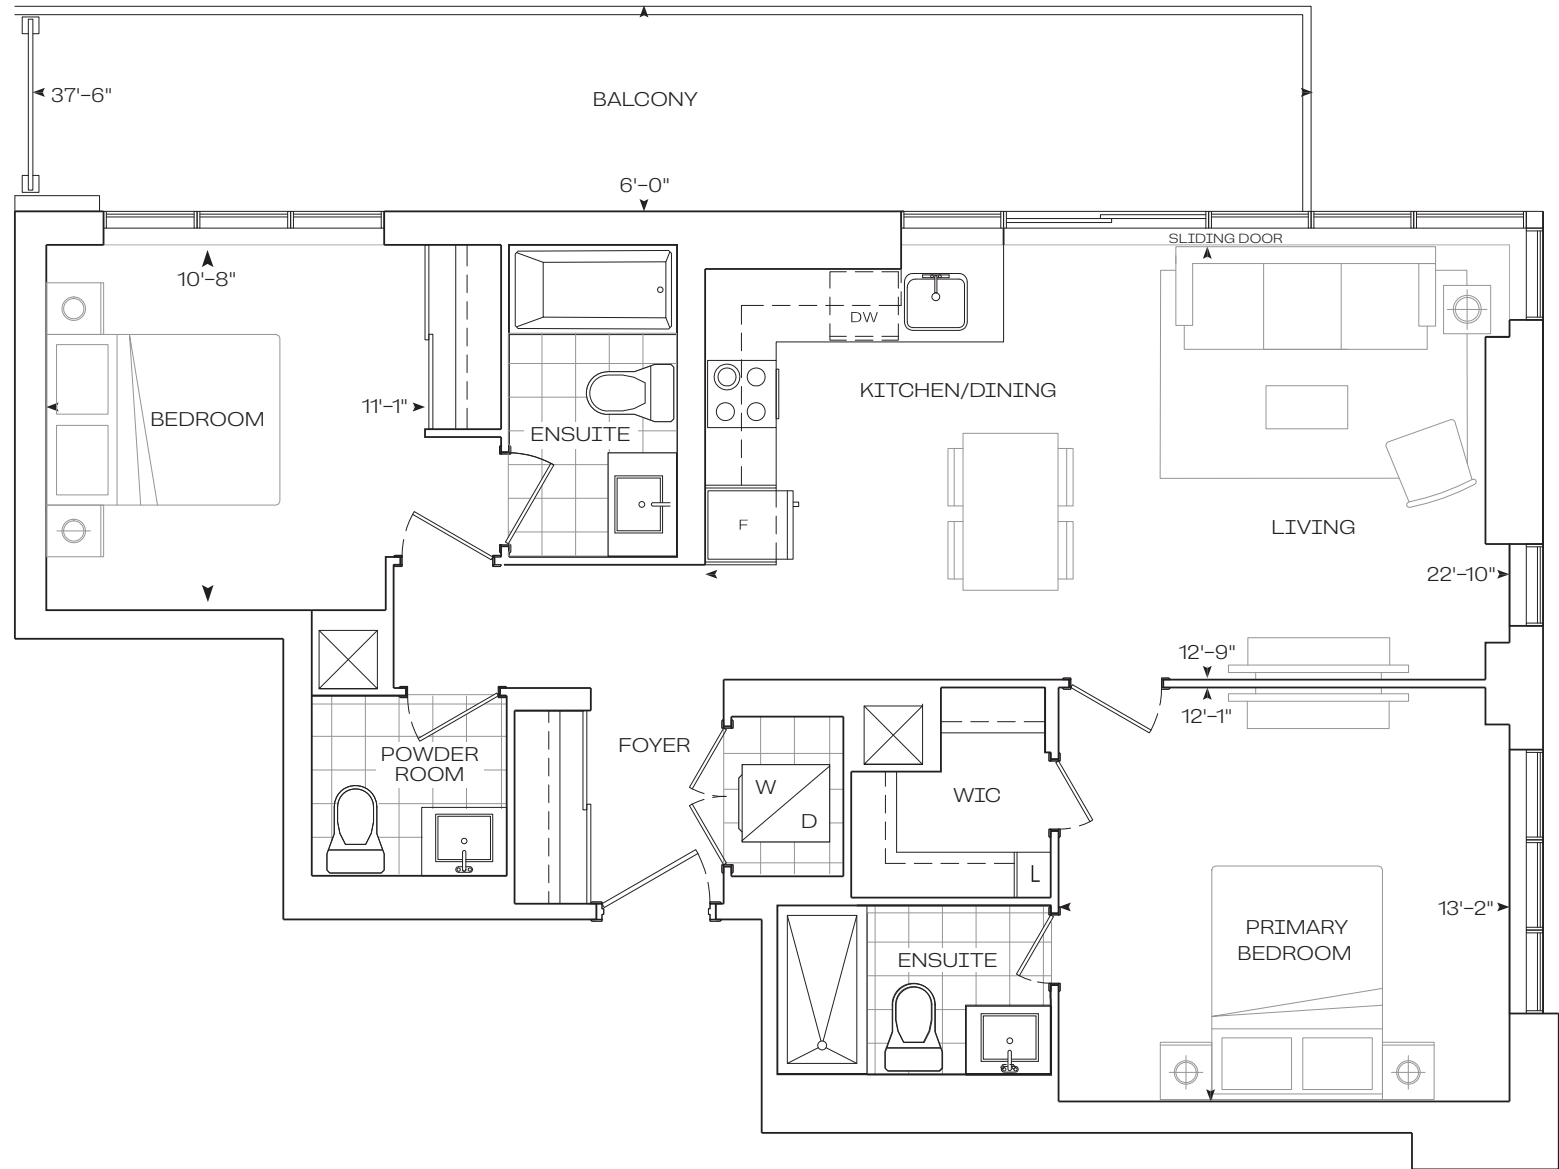 37'-6"
BALCONY
6'-0"
SLIDING DOOR
10'-8"
DW
KITCHEN/DINING
11'-1"
BEDROOM
ENSUITE
F
LIVING
22'-10"
12'-9"
12'-1"
FOYER
POWDER
ROOM
W
D
WIC
L
13'-2"
PRIMARY
BEDROOM
ENSUITE